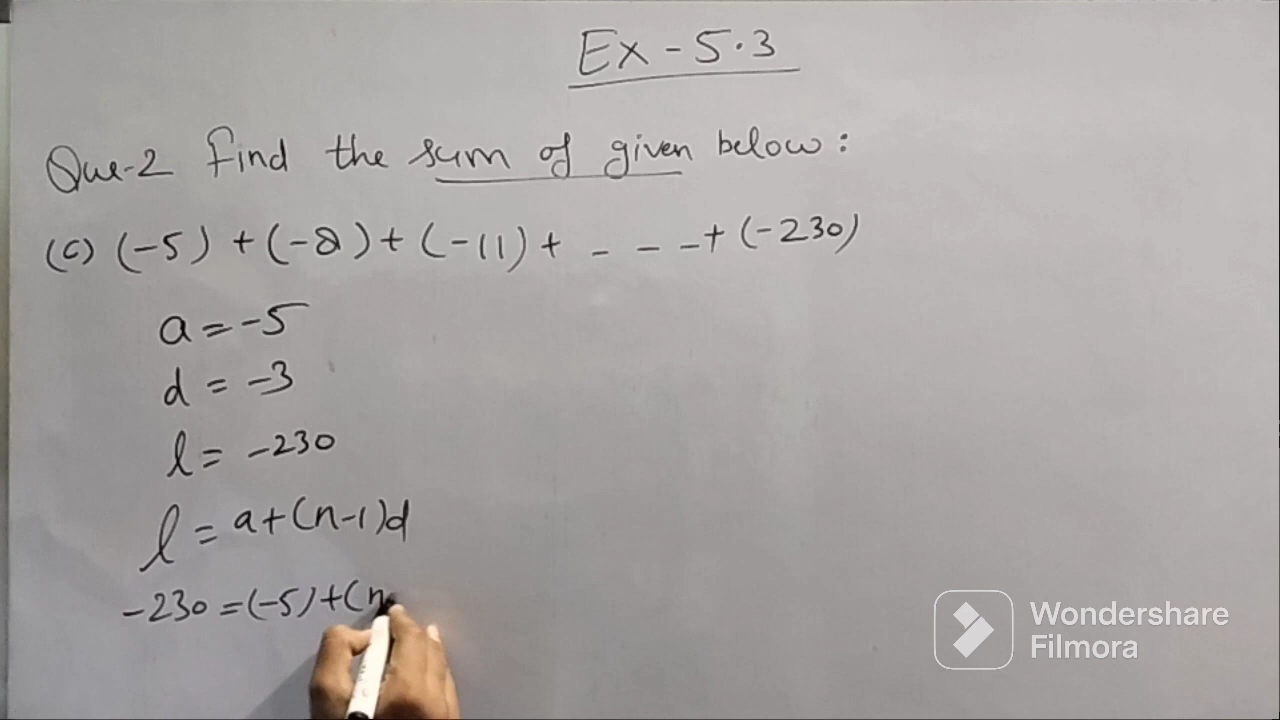 Ex - 5.3
Que-2 Find the sum of given below :
(C) (-5) + (-8) + (-11) + - - - + (-230)
a = -5
d = -3
l = -230
l = a+(n-1)d
-230 = (-5) + (n
Wondershare
Filmora